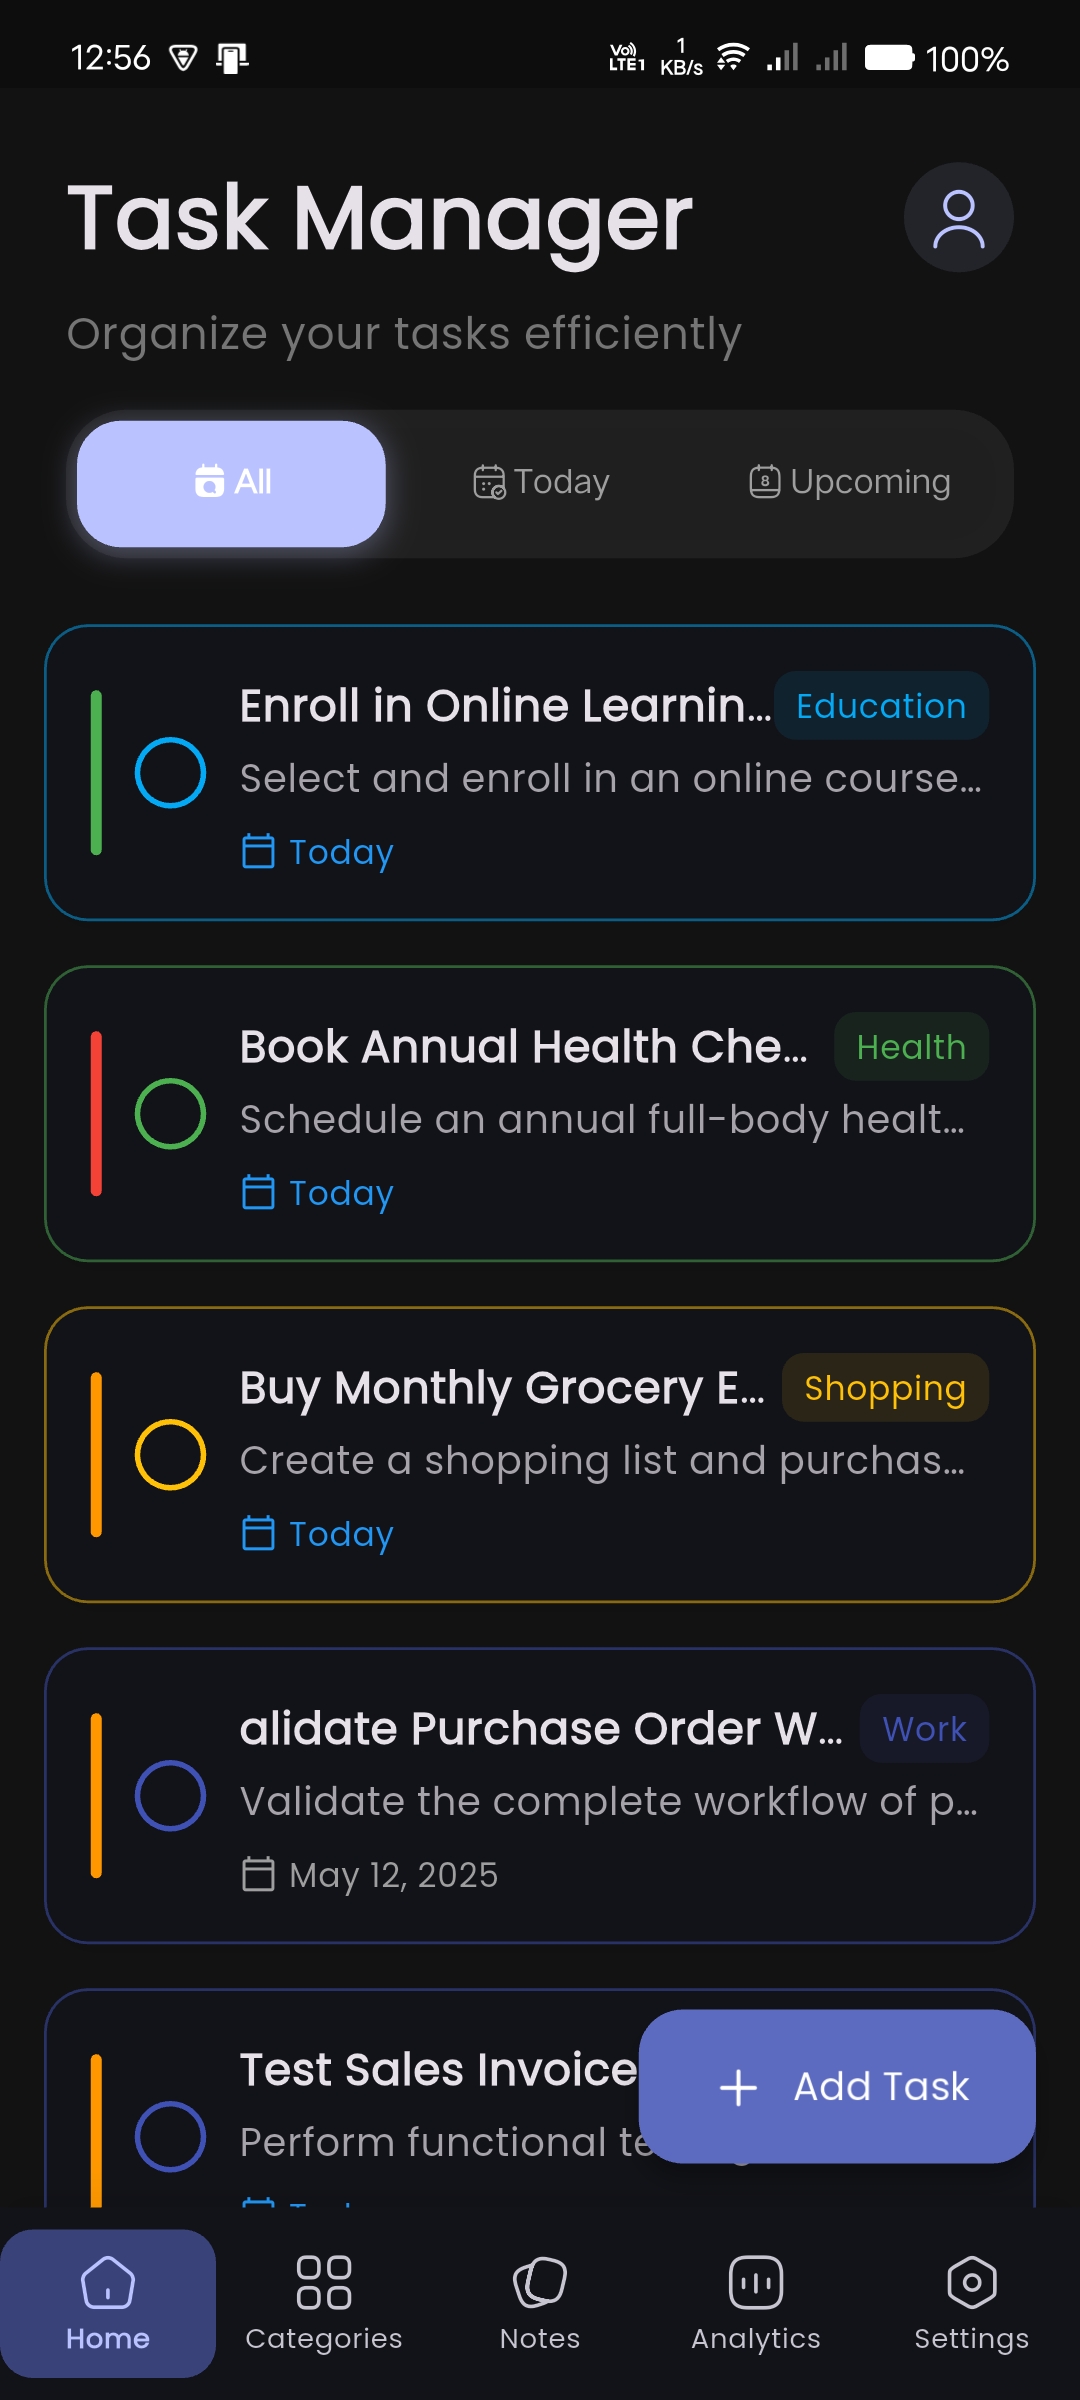 12:56
Vo)) LTE1 1 KB/s 100%
Task Manager
Organize your tasks efficiently
All Today 8 Upcoming
Enroll in Online Learnin... Education
Select and enroll in an online course...
Today
Book Annual Health Che... Health
Schedule an annual full-body healt...
Today
Buy Monthly Grocery E... Shopping
Create a shopping list and purchas...
Today
alidate Purchase Order W... Work
Validate the complete workflow of p...
May 12, 2025
Test Sales Invoice
Add Task
Perform functional te
Home Categories Notes Analytics Settings